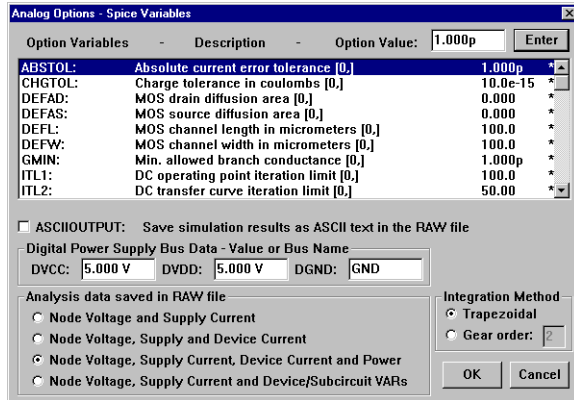 Analog Options - Spice Variables
Option Variables - Description - Option Value: 1.000p Enter
ABSTOL: Absolute current error tolerance [0,] 1.000p *
CHGTOL: Charge tolerance in coulombs [0,] 10.0e-15 *
DEFAD: MOS drain diffusion area [0,] 0.000 *
DEFAS: MOS source diffusion area [0,] 0.000 *
DEFL: MOS channel length in micrometers [0,] 100.0 *
DEFW: MOS channel width in micrometers [0,] 100.0 *
GMIN: Min. allowed branch conductance [0,] 1.000p *
ITL1: DC operating point iteration limit [0,] 100.0 *
ITL2: DC transfer curve iteration limit [0,] 50.00 *
ASCIIOUTPUT: Save simulation results as ASCII text in the RAW file
Digital Power Supply Bus Data - Value or Bus Name
DVCC: 5.000 V DVDD: 5.000 V DGND: GND
Analysis data saved in RAW file
Node Voltage and Supply Current
Node Voltage, Supply and Device Current
Node Voltage, Supply Current, Device Current and Power
Node Voltage, Supply Current and Device/Subcircuit VARs
Integration Method
Trapezoidal
Gear order: 2
OK Cancel